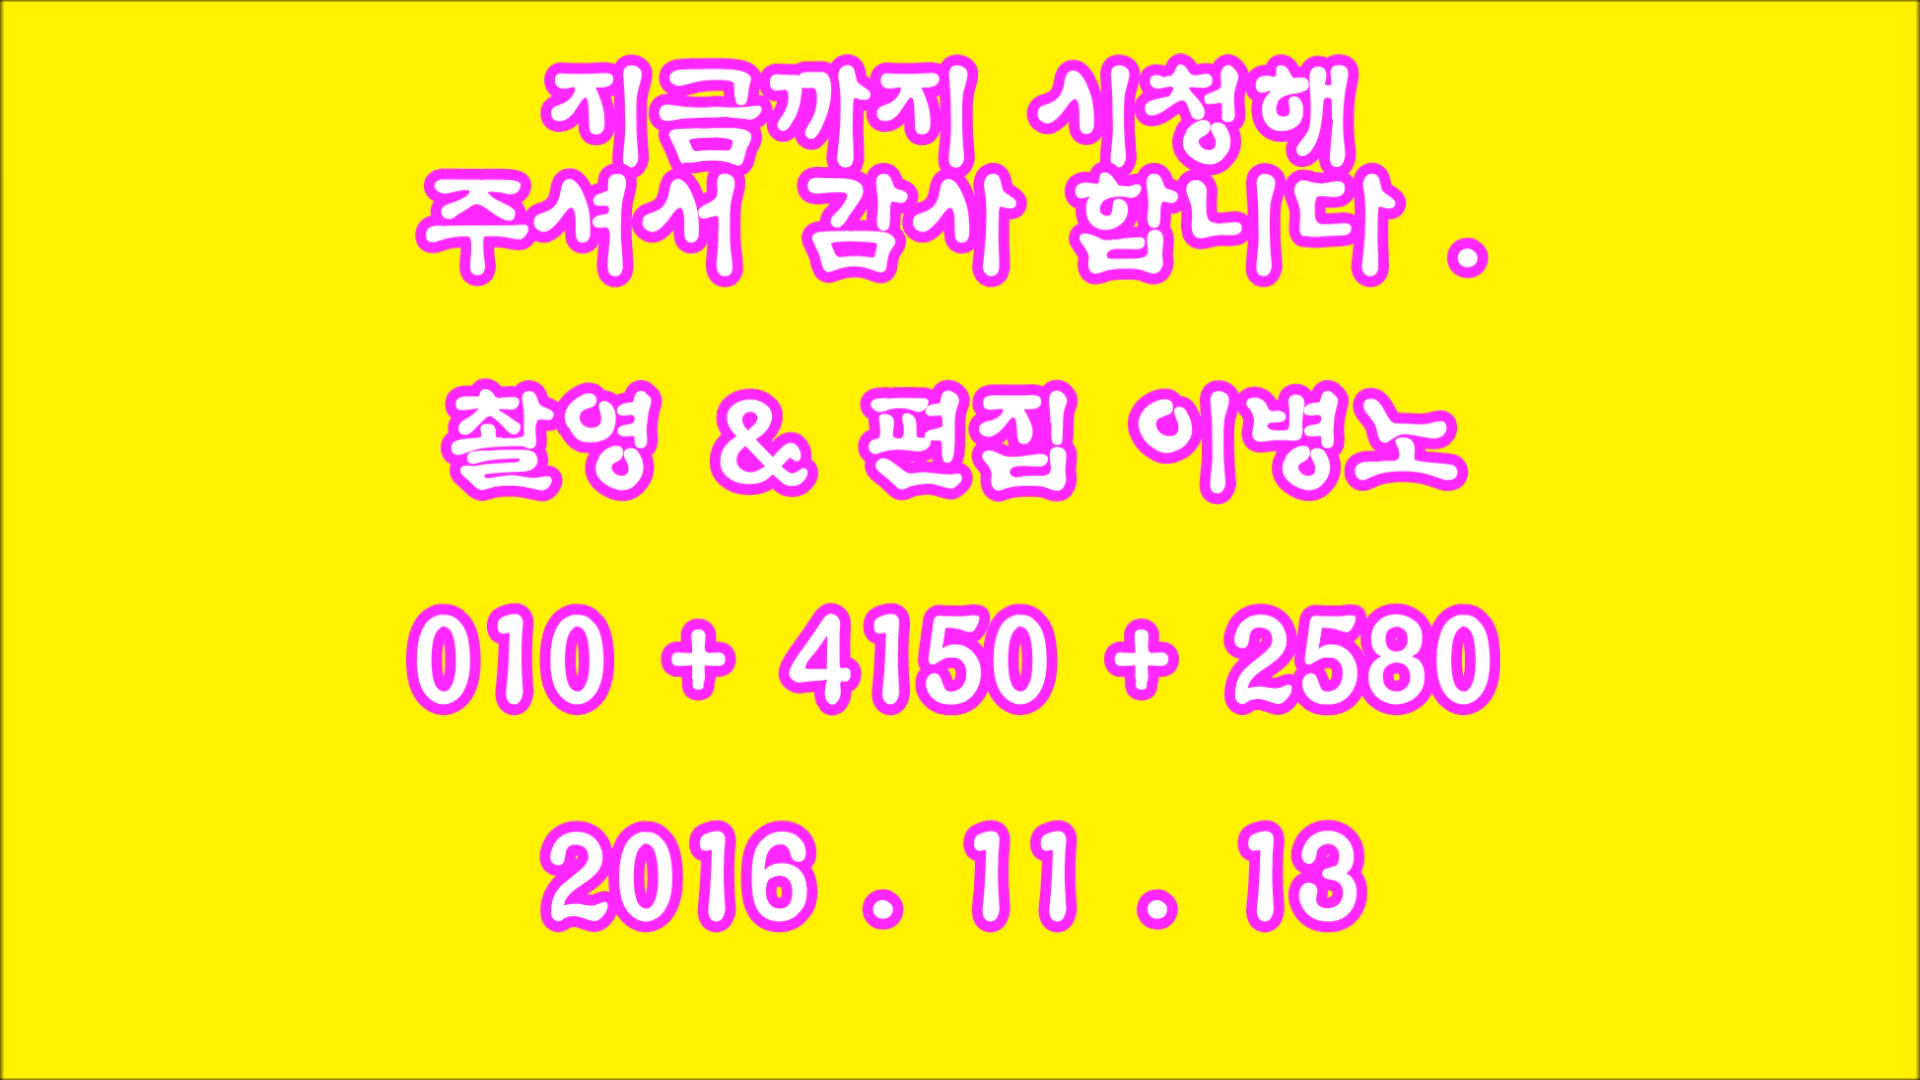 지금까지 시청해
주셔서 감사 합니다 .
촬영 & 편집 이병노
010 + 4150 + 2580
2016 . 11 . 13